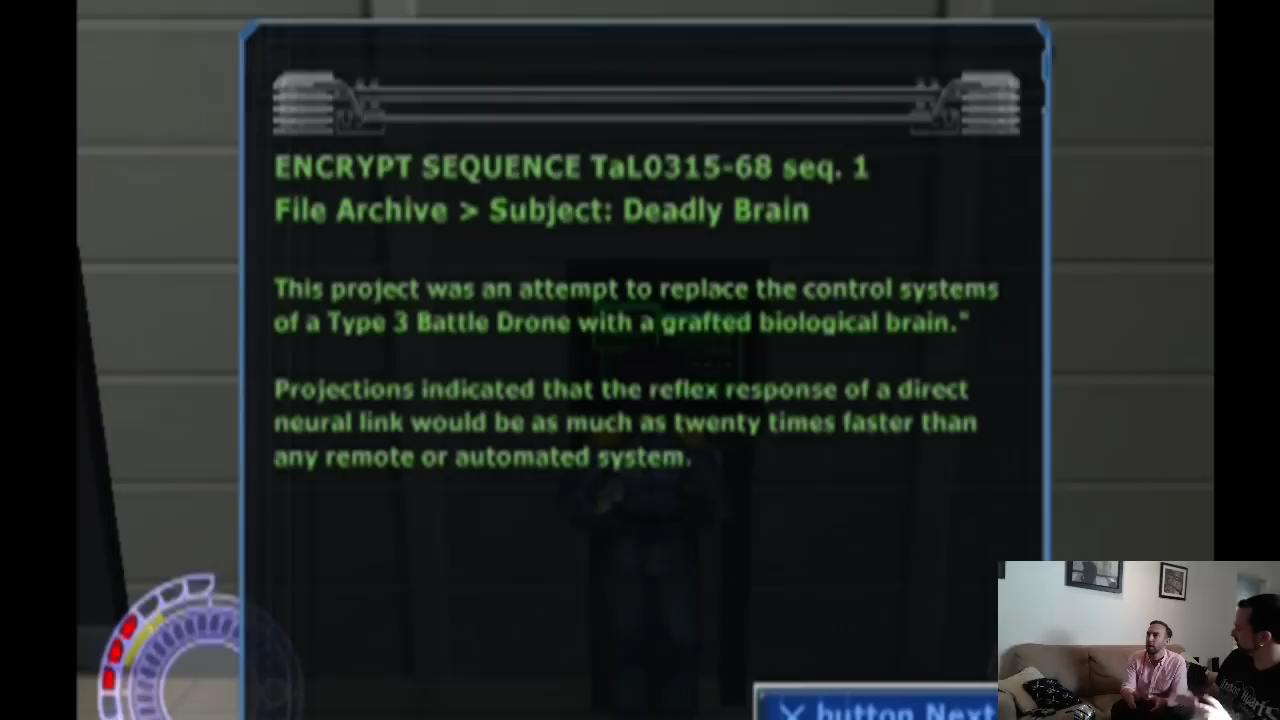 ENCRYPT SEQUENCE TaL0315-68 seq. 1
File Archive > Subject: Deadly Brain
This project was an attempt to replace the control systems
of a Type 3 Battle Drone with a grafted biological brain."
Projections indicated that the reflex response of a direct
neural link would be as much as twenty times faster than
any remote or automated system.
button Next